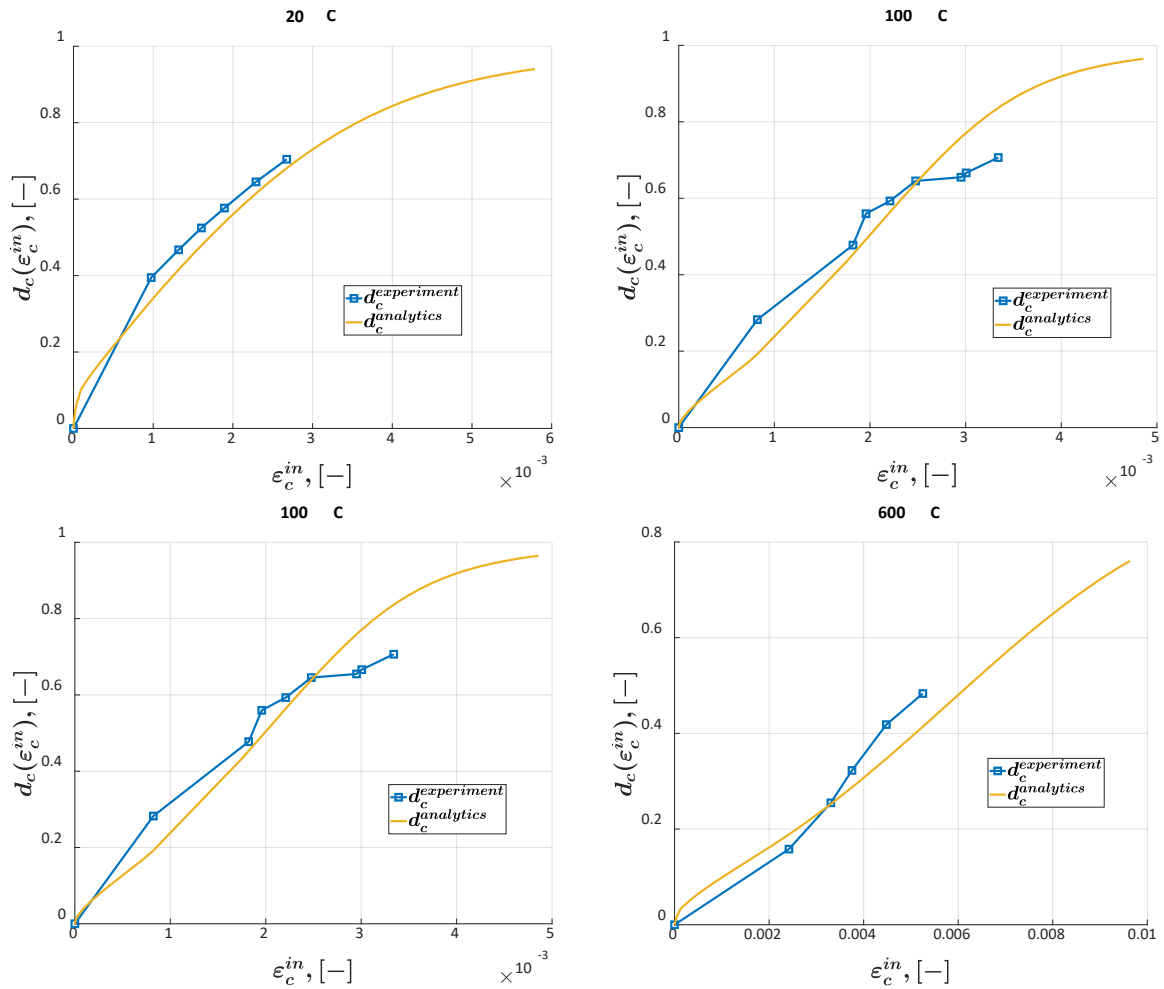 20 C
1
0.8
0.6
0.4
0.2
0
d_c(ε_c^{in}), [−]
d_c^{experiment}
d_c^{analytics}
0 1 2 3 4 5 6
ε_c^{in}, [−]
×10^{-3}
100 C
1
0.8
0.6
0.4
0.2
0
d_c(ε_c^{in}), [−]
d_c^{experiment}
d_c^{analytics}
0 1 2 3 4 5
ε_c^{in}, [−]
×10^{-3}
100 C
1
0.8
0.6
0.4
0.2
0
d_c(ε_c^{in}), [−]
d_c^{experiment}
d_c^{analytics}
0 1 2 3 4 5
ε_c^{in}, [−]
×10^{-3}
600 C
0.8
0.6
0.4
0.2
0
d_c(ε_c^{in}), [−]
d_c^{experiment}
d_c^{analytics}
0 0.002 0.004 0.006 0.008 0.01
ε_c^{in}, [−]